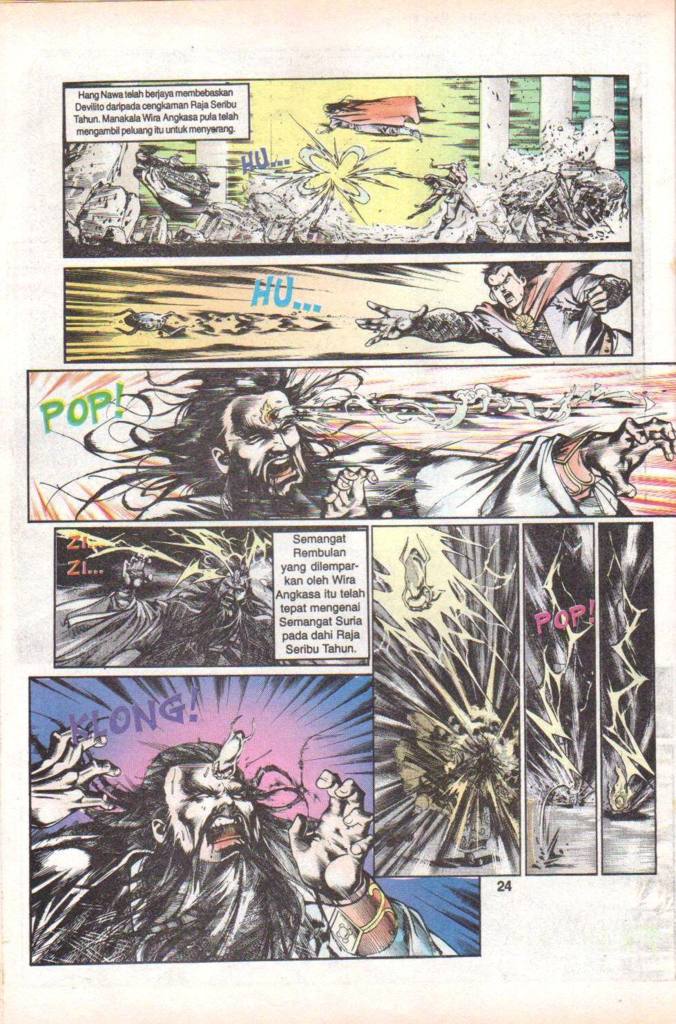 Hang Nawa telah berjaya membebaskan
Devilito daripada cengkaman Raja Seribu
Tahun. Manakala Wira Angkasa pula telah
mengambil peluang itu untuk menyerang.
HU...
HU...
POP!
ZI...
ZI...
Semangat
Rembulan
yang dilempar-
kan oleh Wira
Angkasa itu telah
tepat mengenai
Semangat Suria
pada dahi Raja
Seribu Tahun.
POP!
KLONG!
24